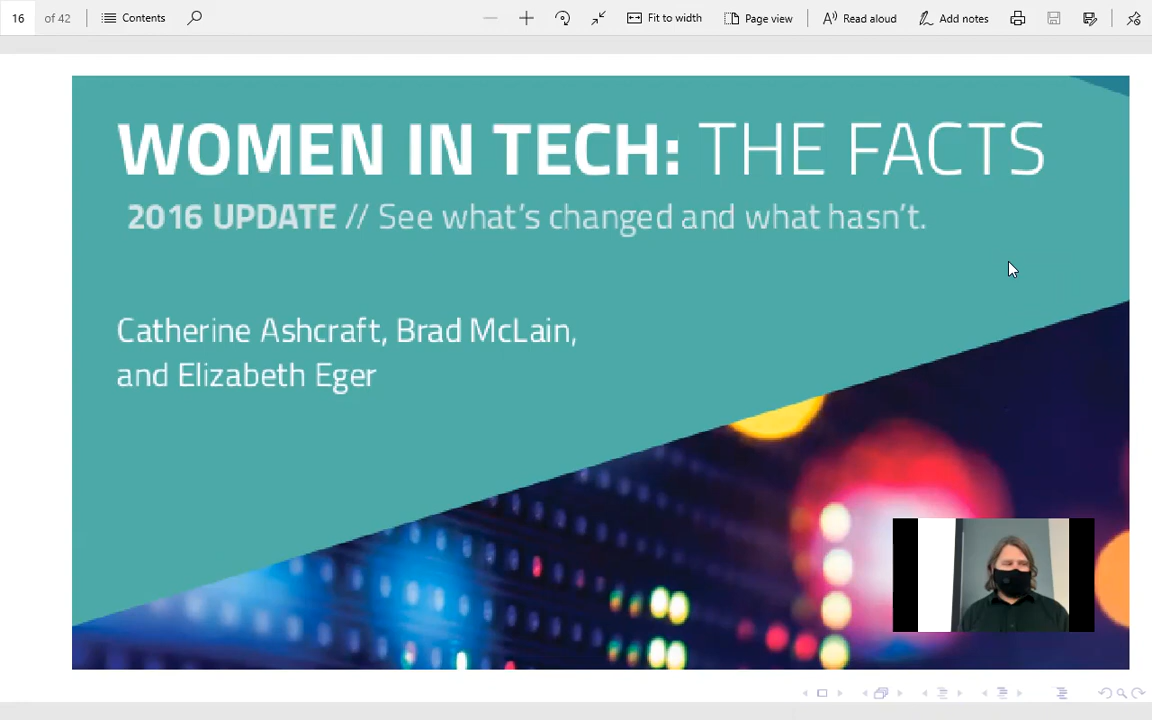 16 of 42 Contents Fit to width Page view Read aloud Add notes
WOMEN IN TECH: THE FACTS
2016 UPDATE // See what's changed and what hasn't.
Catherine Ashcraft, Brad McLain,
and Elizabeth Eger